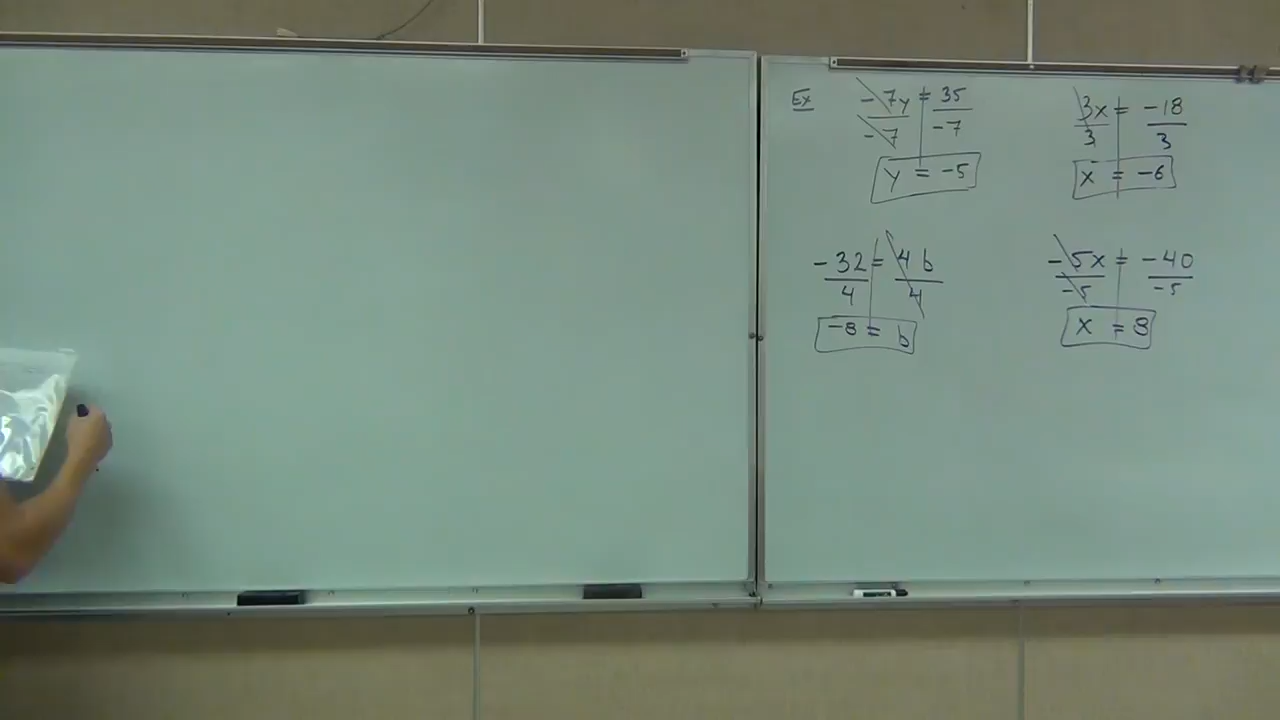 Ex
-7y = 35
-7 -7
y = -5
3x = -18
3 3
x = -6
-32 = 4b
4 4
-8 = b
-5x = -40
-5 -5
x = 8